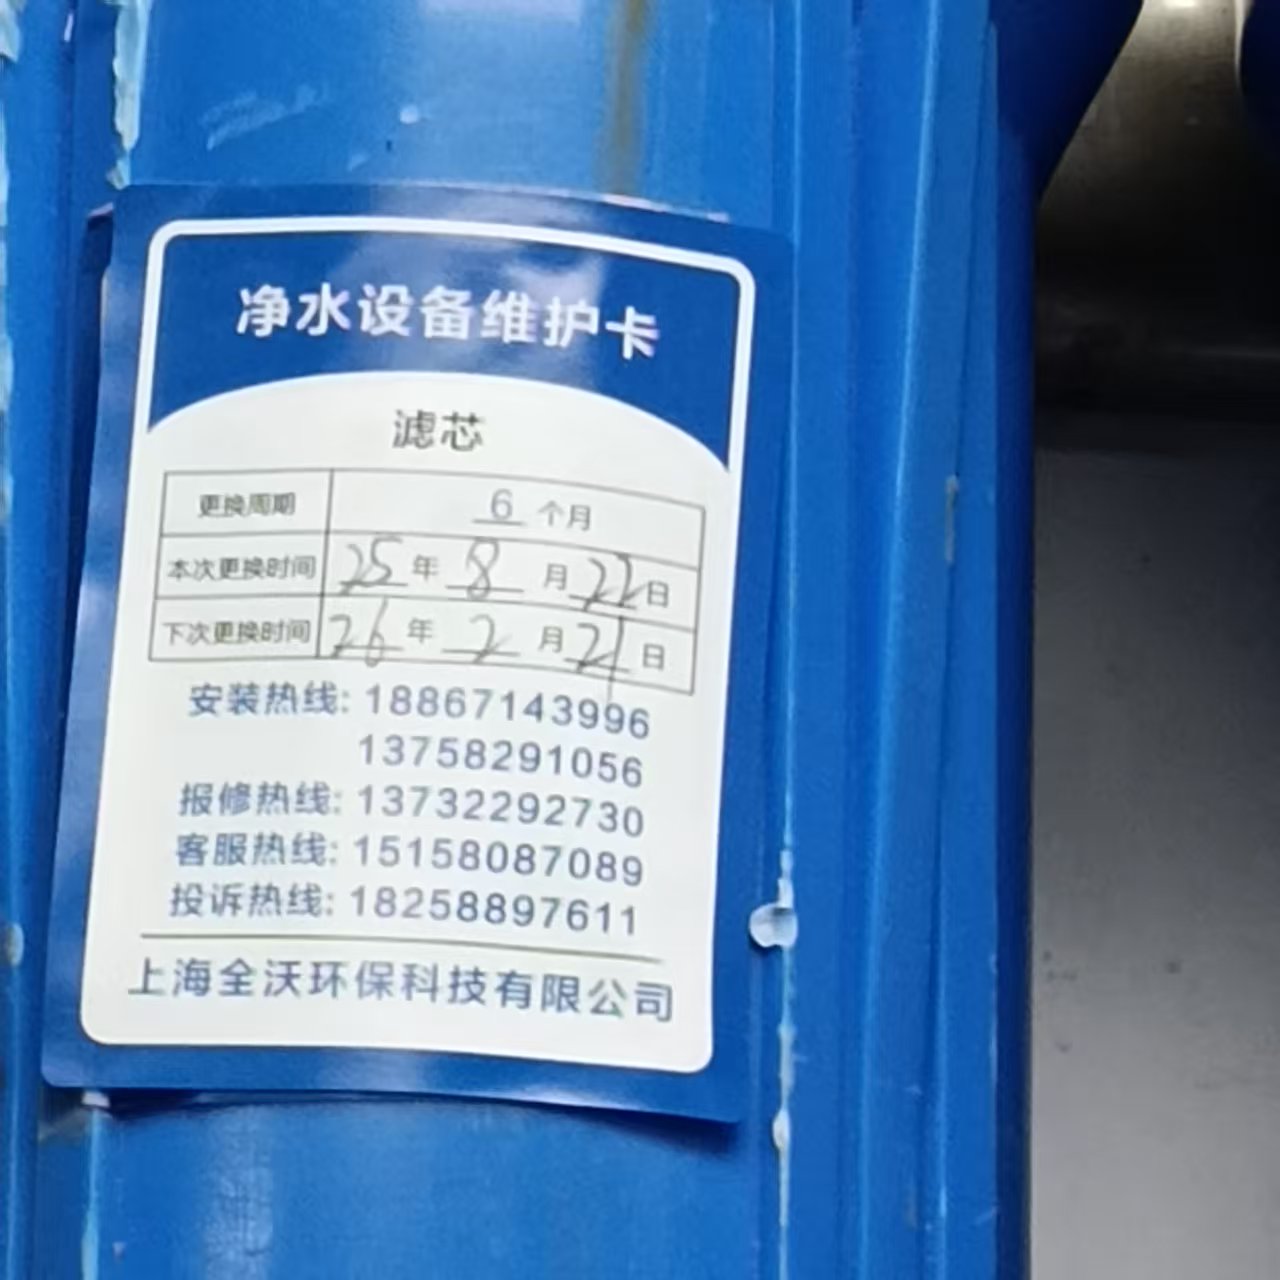 净水设备维护卡
滤芯
更换周期 6 个月
本次更换时间 25 年 8 月 22 日
下次更换时间 26 年 2 月 21 日
安装热线: 18867143996
13758291056
报修热线: 13732292730
客服热线: 15158087089
投诉热线: 18258897611
上海全沃环保科技有限公司